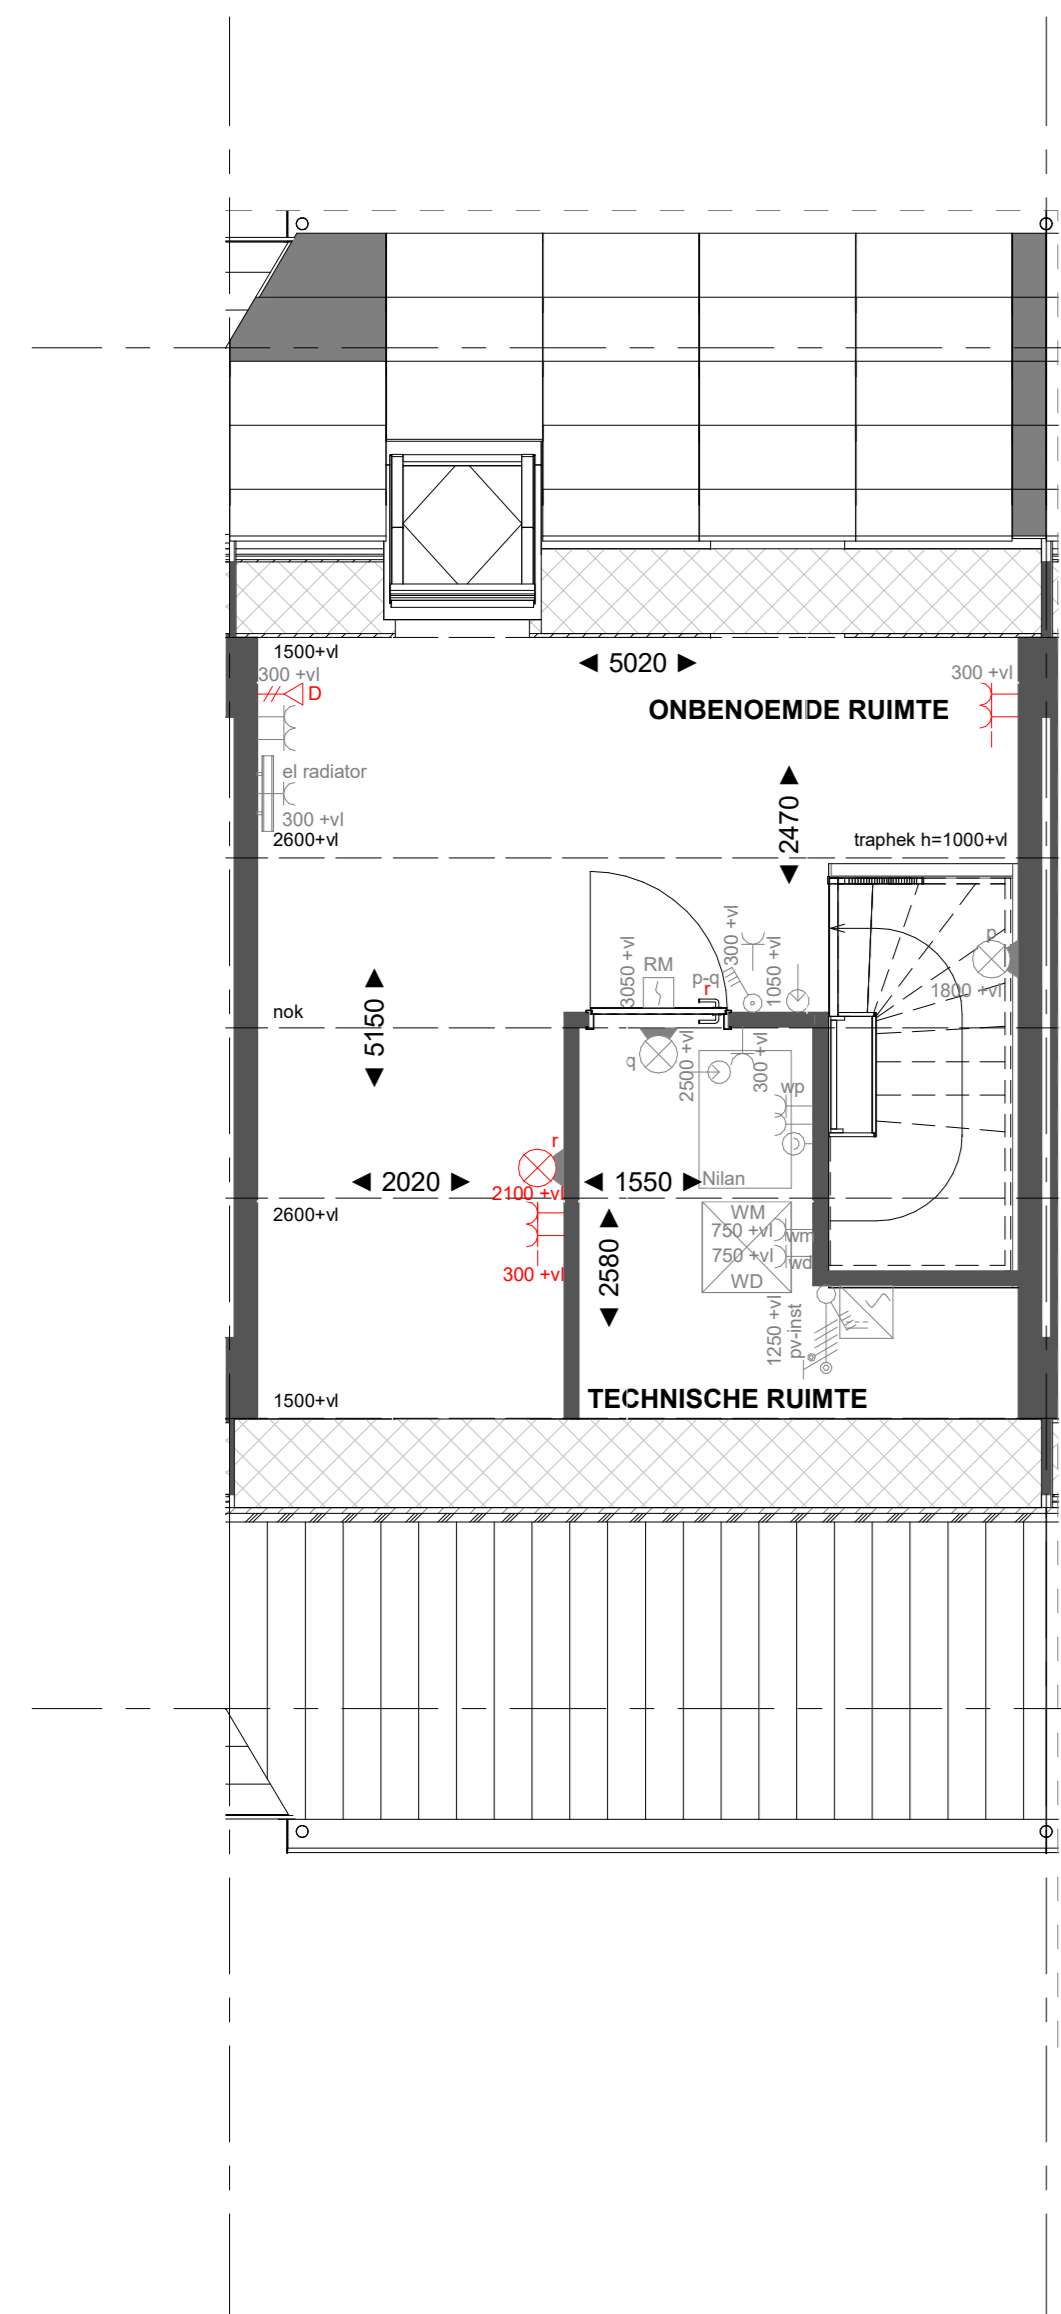 1500+vl
◄ 5020 ►
300 +vl
300 +vl
D
ONBENOEMDE RUIMTE
el radiator
300 +vl
2600+vl
◄ 2470 ►
traphek h=1000+vl
p
1800 +vl
3050 +vl
RM
p-q
r
300 +vl
1050 +vl
nok
◄ 5150 ►
q
2500 +vl
300 +vl
wp
r
2100 +vl
◄ 2020 ►
◄ 1550 ►
Nilan
2600+vl
WM
750 +vl
wm
750 +vl
wd
WD
300 +vl
◄ 2580 ►
1250 +vl
pv-inst
1500+vl
TECHNISCHE RUIMTE